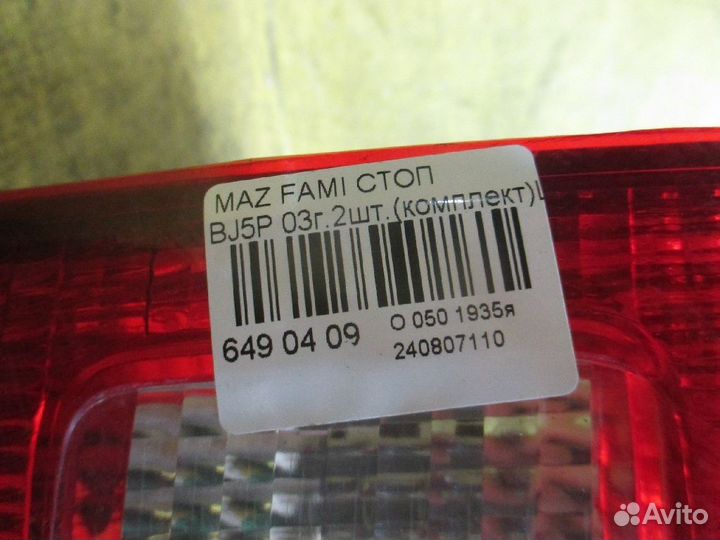 MAZ FAMI СТОП
BJ5P 03г.2шт.(комплект)L
649 04 09
О 050 1935я
240807110
Avito